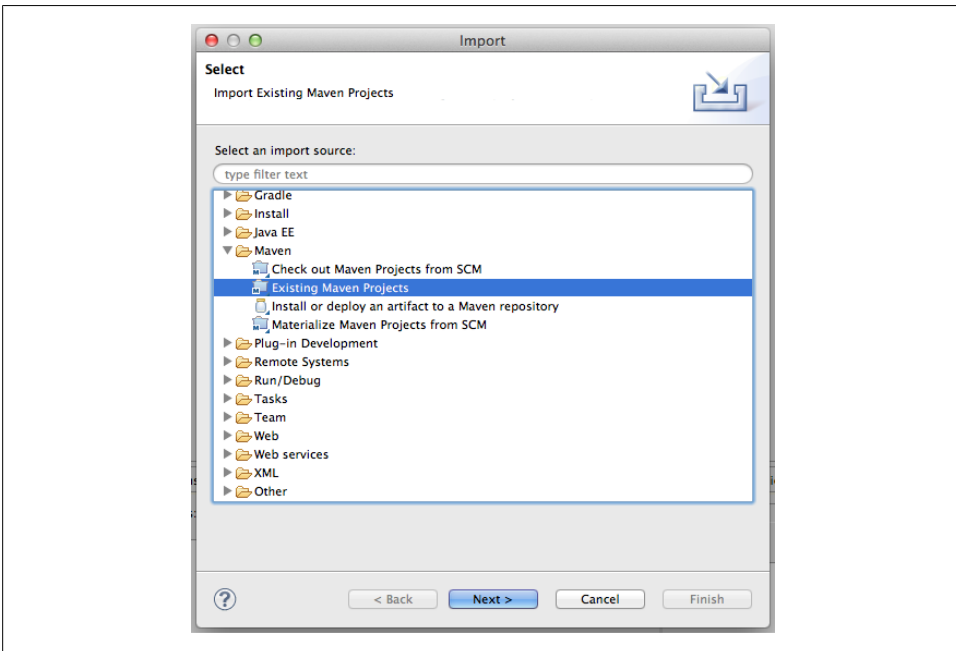 Import
Select
Import Existing Maven Projects
Select an import source:
type filter text
Gradle
Install
Java EE
Maven
Check out Maven Projects from SCM
Existing Maven Projects
Install or deploy an artifact to a Maven repository
Materialize Maven Projects from SCM
Plug-in Development
Remote Systems
Run/Debug
Tasks
Team
Web
Web services
XML
Other
?
< Back
Next >
Cancel
Finish